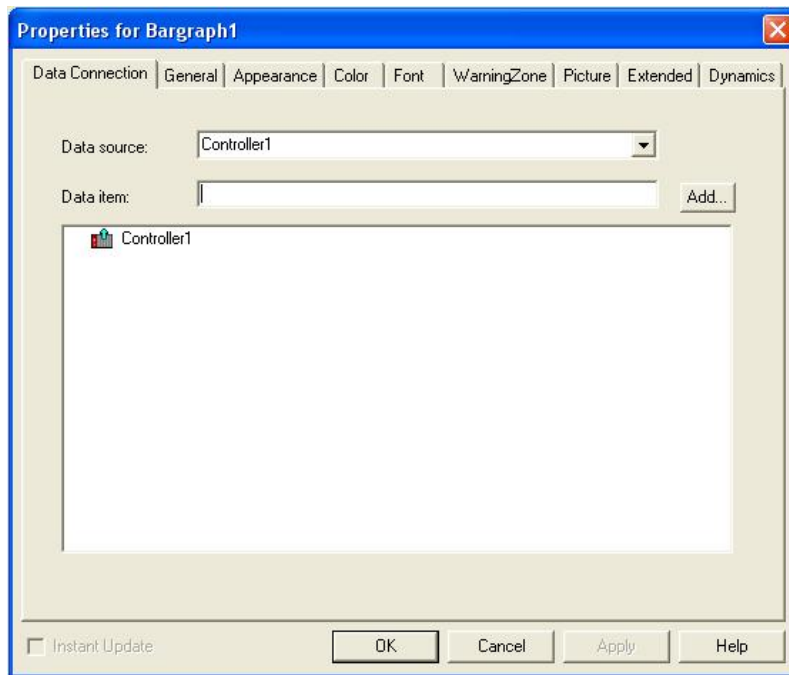 Properties for Bargraph1
Data Connection General Appearance Color Font WarningZone Picture Extended Dynamics
Data source: Controller1
Data item: Add...
Controller1
Instant Update OK Cancel Apply Help